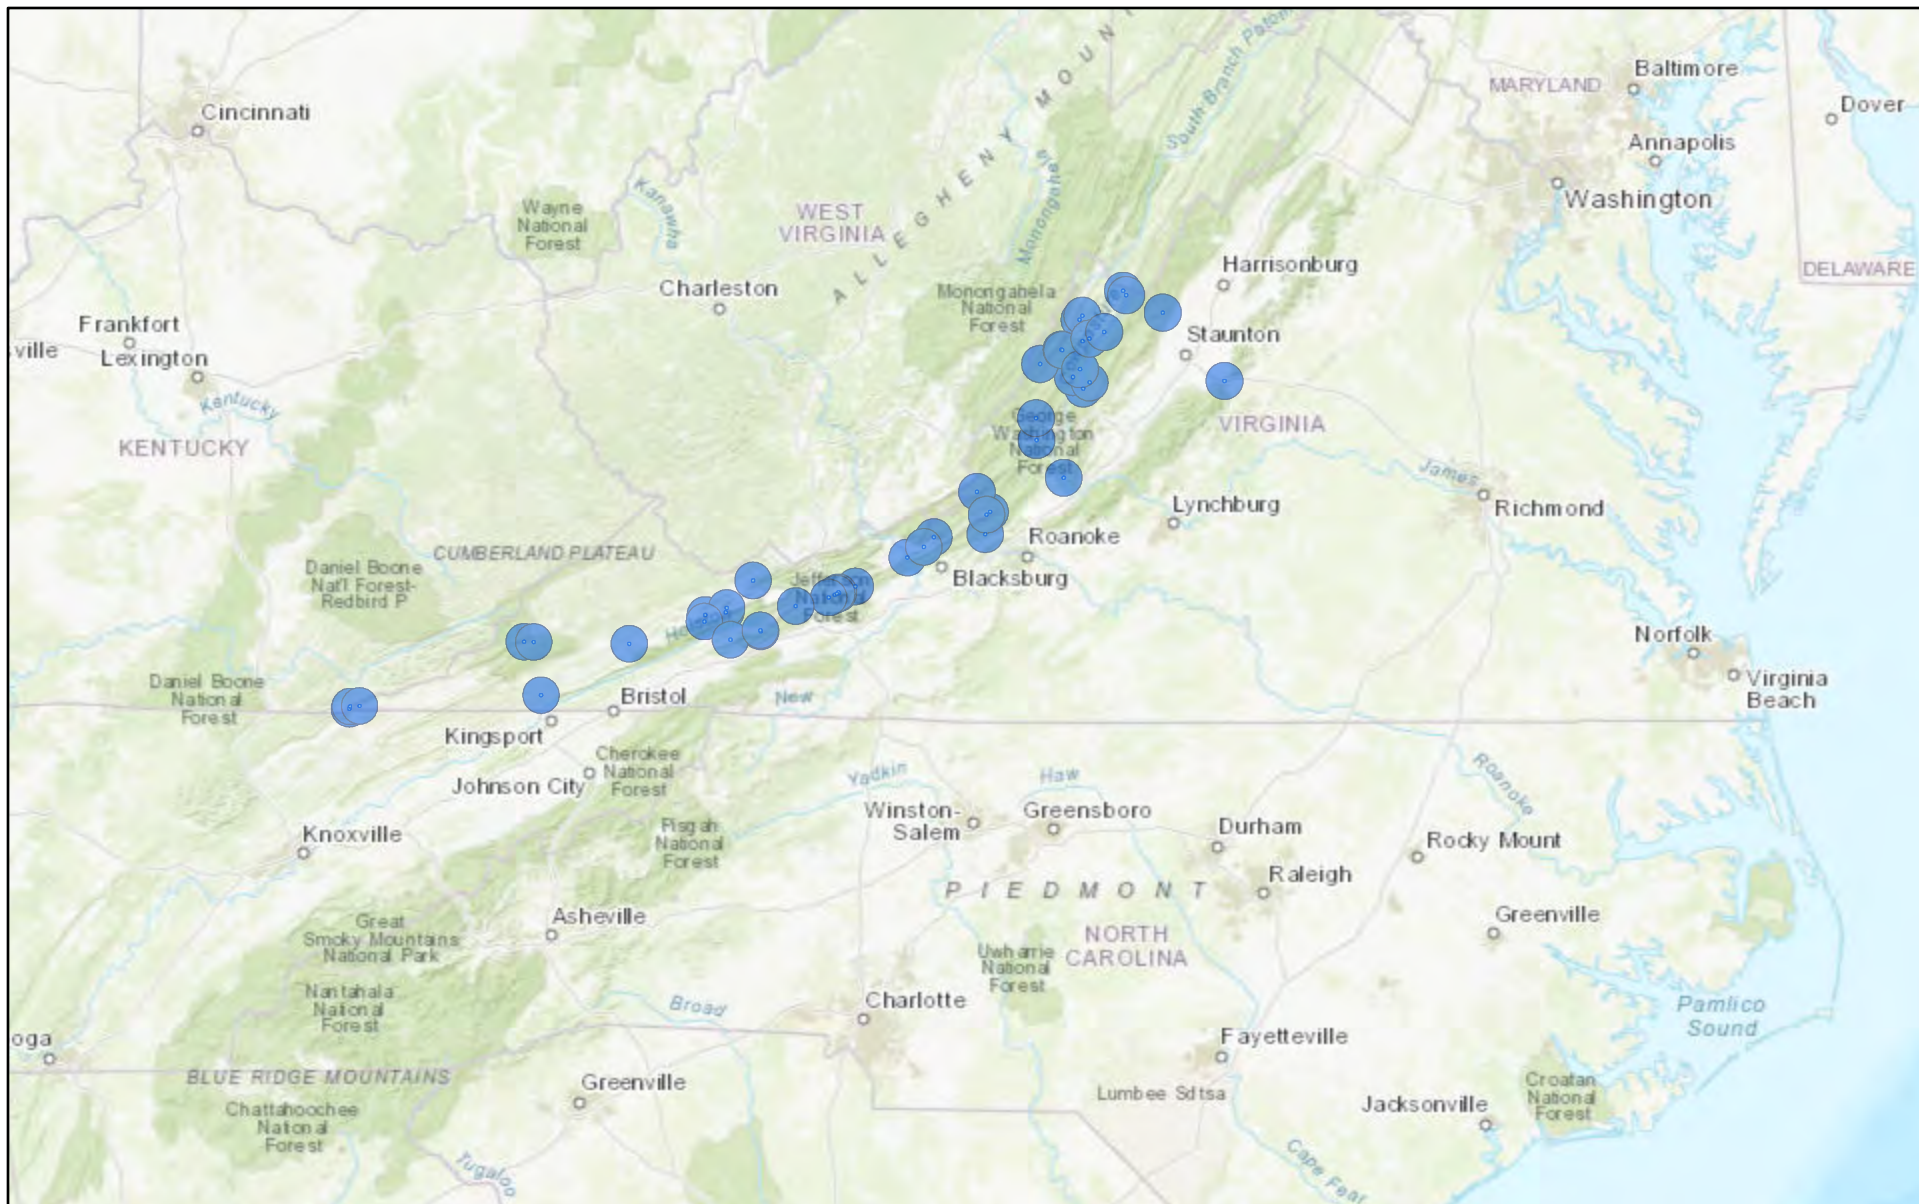 Baltimore
MARYLAND
Dover
Cincinnati
Annapolis
Washington
ALLEGHENY
South Branch
Kanawha
Wayne
National
Forest
WEST
VIRGINIA
Harrisonburg
DELAWARE
Charleston
Monongahela
National
Forest
Frankfort
Lexington
sville
Staunton
Kentucky
KENTUCKY
George
Washington
National
Forest
VIRGINIA
James
Richmond
Lynchburg
Roanoke
Blacksburg
CUMBERLAND PLATEAU
Daniel Boone
Nat'l Forest-
Redbird P
Jefferson
National
Forest
Norfolk
Virginia
Beach
Daniel Boone
National
Forest
Bristol
New
Kingsport
Cherokee
National
Forest
Johnson City
Yadkin
Haw
Roanoke
Winston-
Salem
Greensboro
Durham
Rocky Mount
Knoxville
Pisgah
National
Forest
Raleigh
PIEDMONT
Asheville
Greenville
Great
Smoky Mountains
National Park
NORTH
CAROLINA
Uwharrie
National
Forest
Nantahala
National
Forest
Broad
Charlotte
Pamlico
Sound
oga
Fayetteville
BLUE RIDGE MOUNTAINS
Greenville
Chattahoochee
National
Forest
Lumbee Sdtsa
Jacksonville
Croatan
National
Forest
Tugaloo
Cape Fear